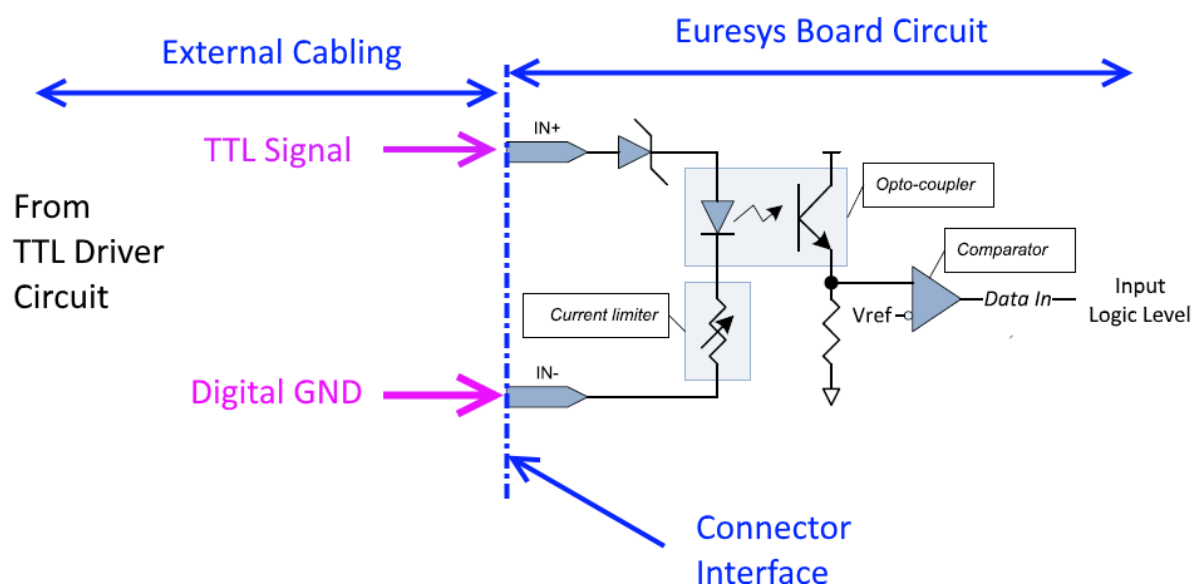 External Cabling
Euresys Board Circuit
IN+
TTL Signal
Opto-coupler
From
TTL Driver
Circuit
Comparator
Current limiter
Vref
Data In
Input
Logic Level
IN-
Digital GND
Connector
Interface